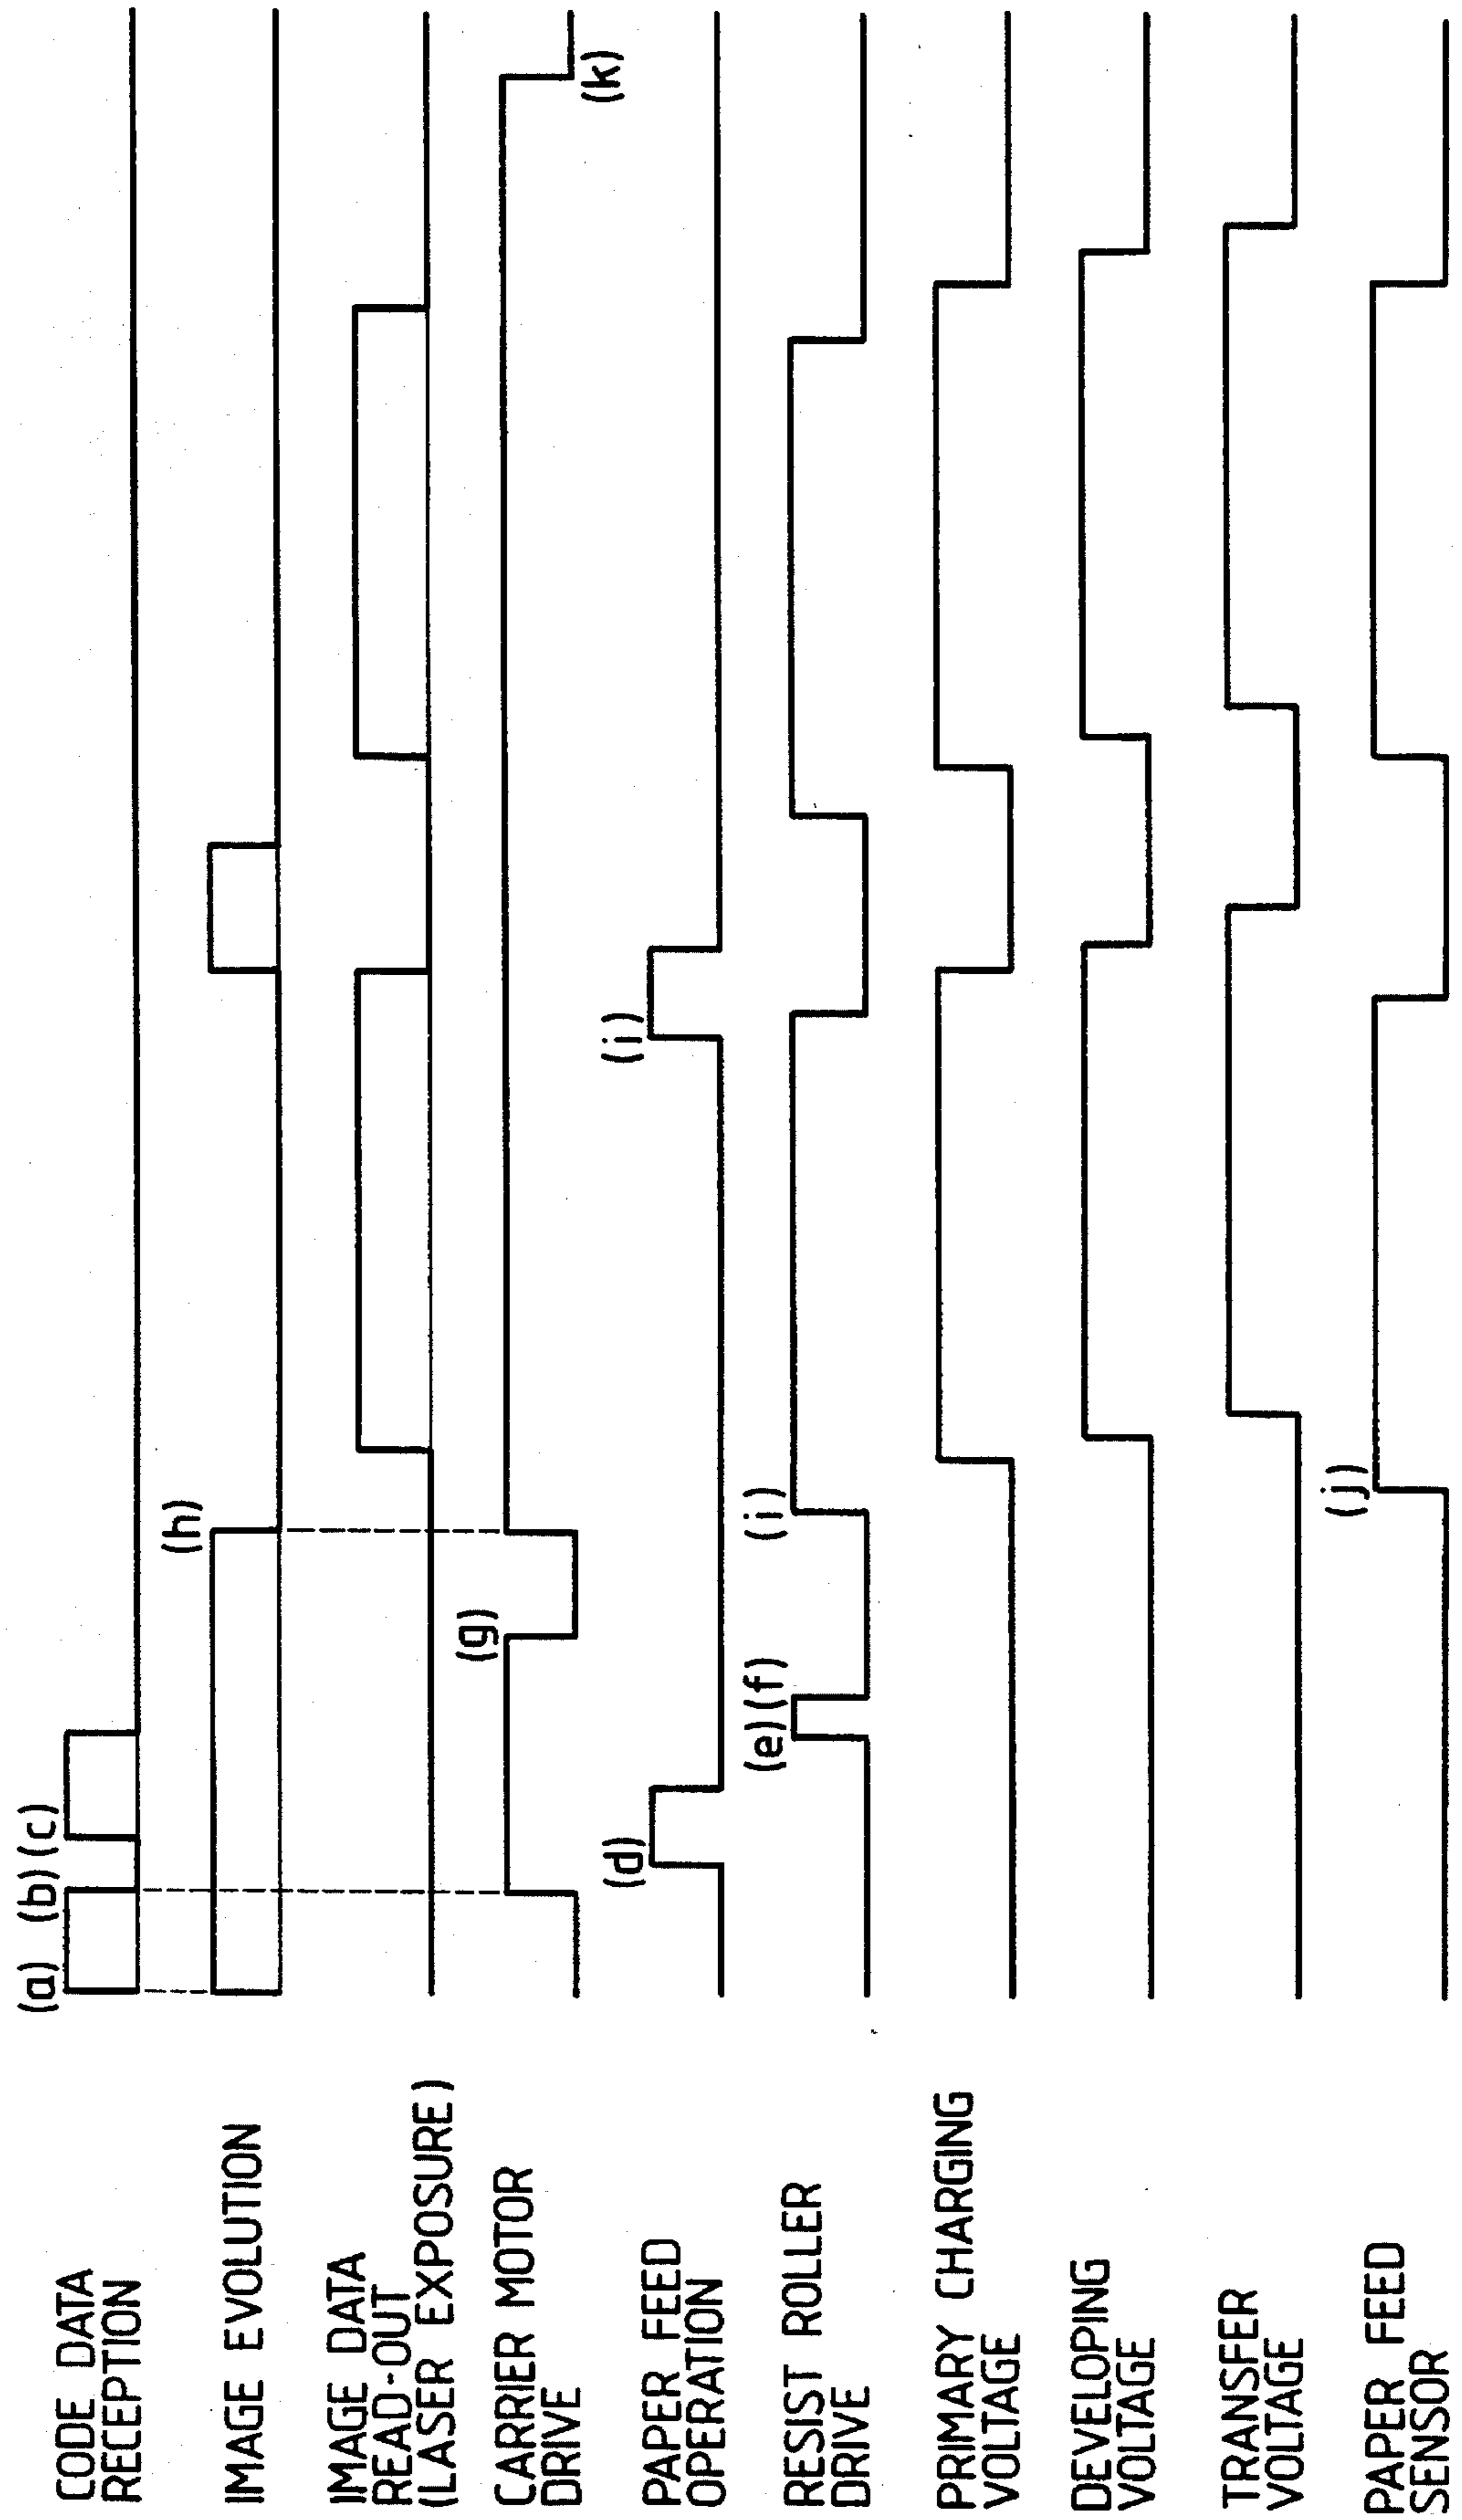 CODE DATA
RECEPTION
(a) (b) (c)
IMAGE EVOLUTION
(h)
IMAGE DATA
READ-OUT
(LASER EXPOSURE)
CARRIER MOTOR
DRIVE
(g)
(k)
PAPER FEED
OPERATION
(d)
(i)
RESIST ROLLER
DRIVE
(e) (f)
(i)
PRIMARY CHARGING
VOLTAGE
DEVELOPING
VOLTAGE
TRANSFER
VOLTAGE
PAPER FEED
SENSOR
(j)